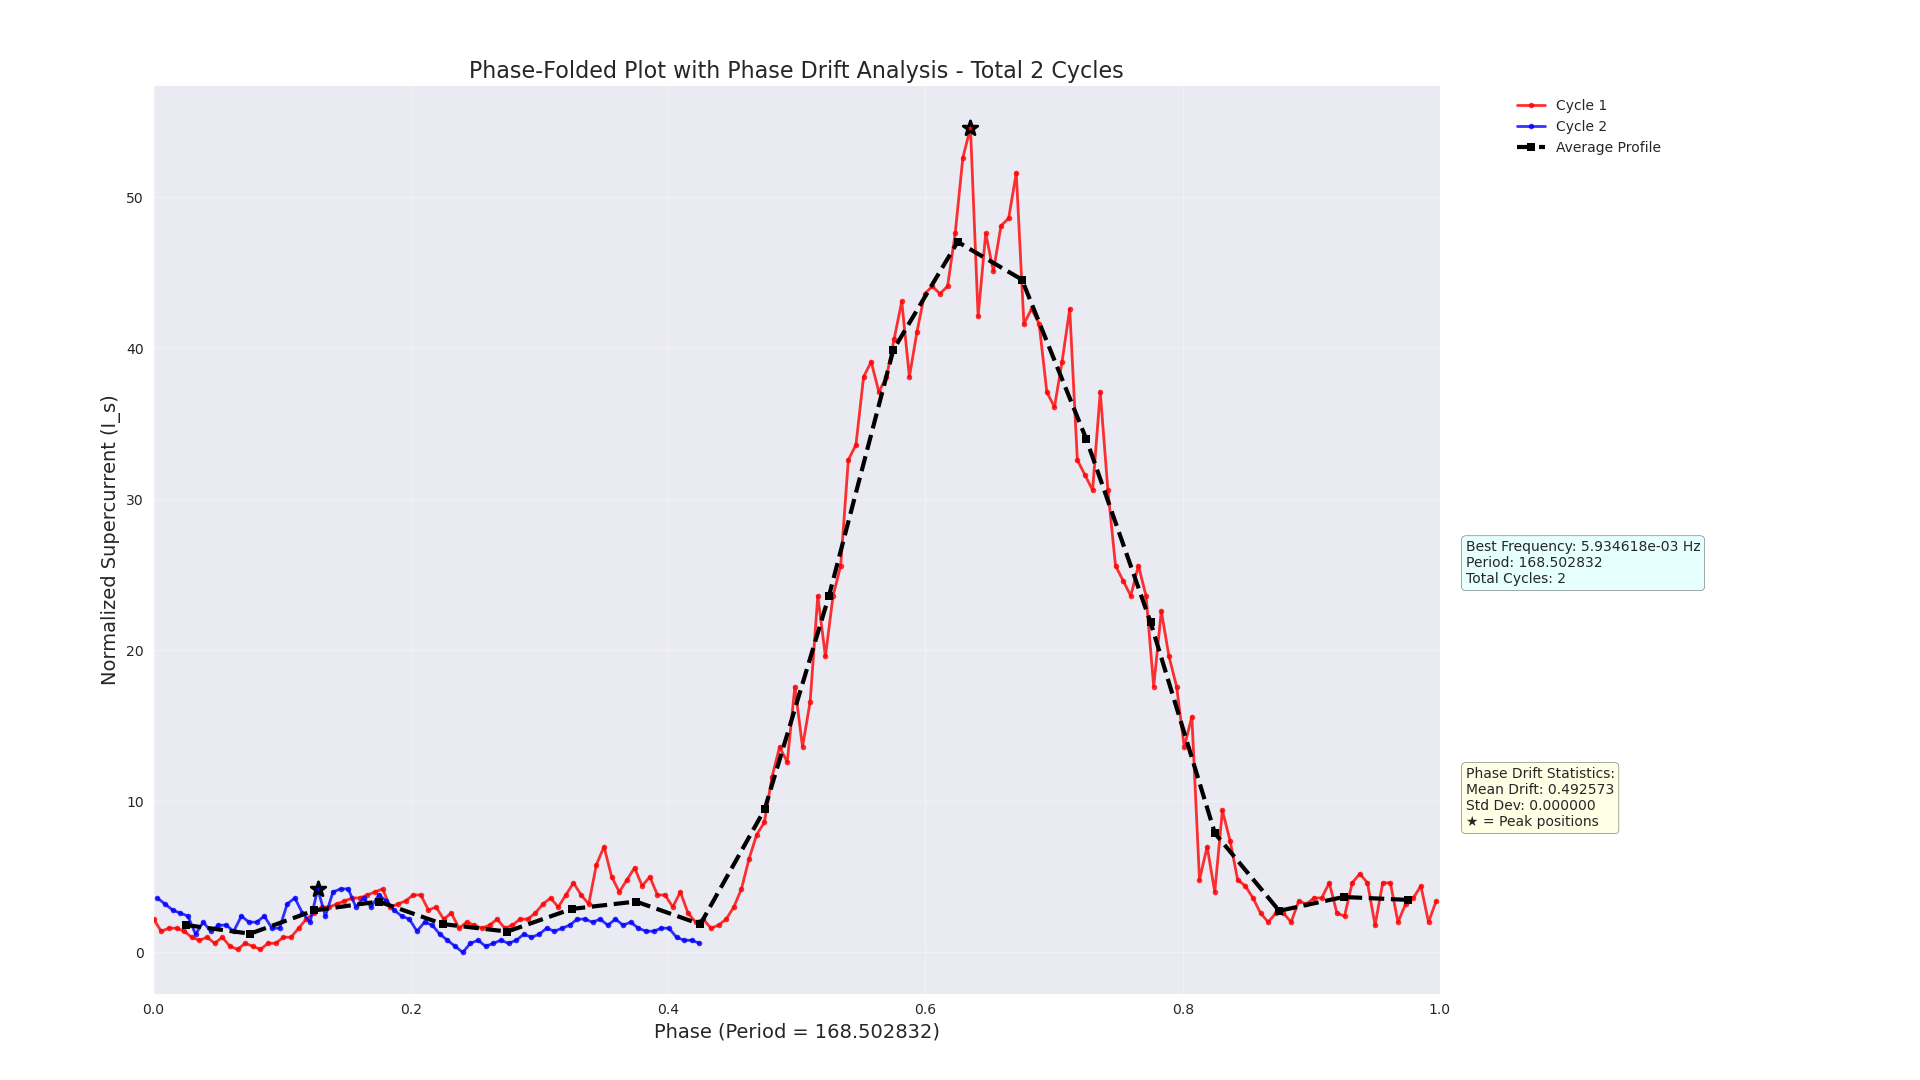 Phase-Folded Plot with Phase Drift Analysis - Total 2 Cycles
Cycle 1
Cycle 2
Average Profile
Normalized Supercurrent (I_s)
50
40
30
20
10
0
0.0 0.2 0.4 0.6 0.8 1.0
Phase (Period = 168.502832)
Best Frequency: 5.934618e-03 Hz
Period: 168.502832
Total Cycles: 2
Phase Drift Statistics:
Mean Drift: 0.492573
Std Dev: 0.000000
★ = Peak positions